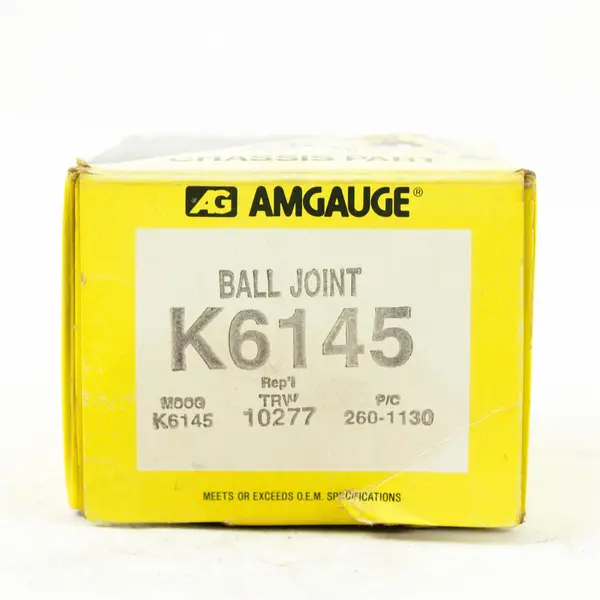 CHASSIS PART
AG AMGAUGE®
BALL JOINT
K6145
Rep'l
MOOG TRW P/C
K6145 10277 260-1130
MEETS OR EXCEEDS O.E.M. SPECIFICATIONS